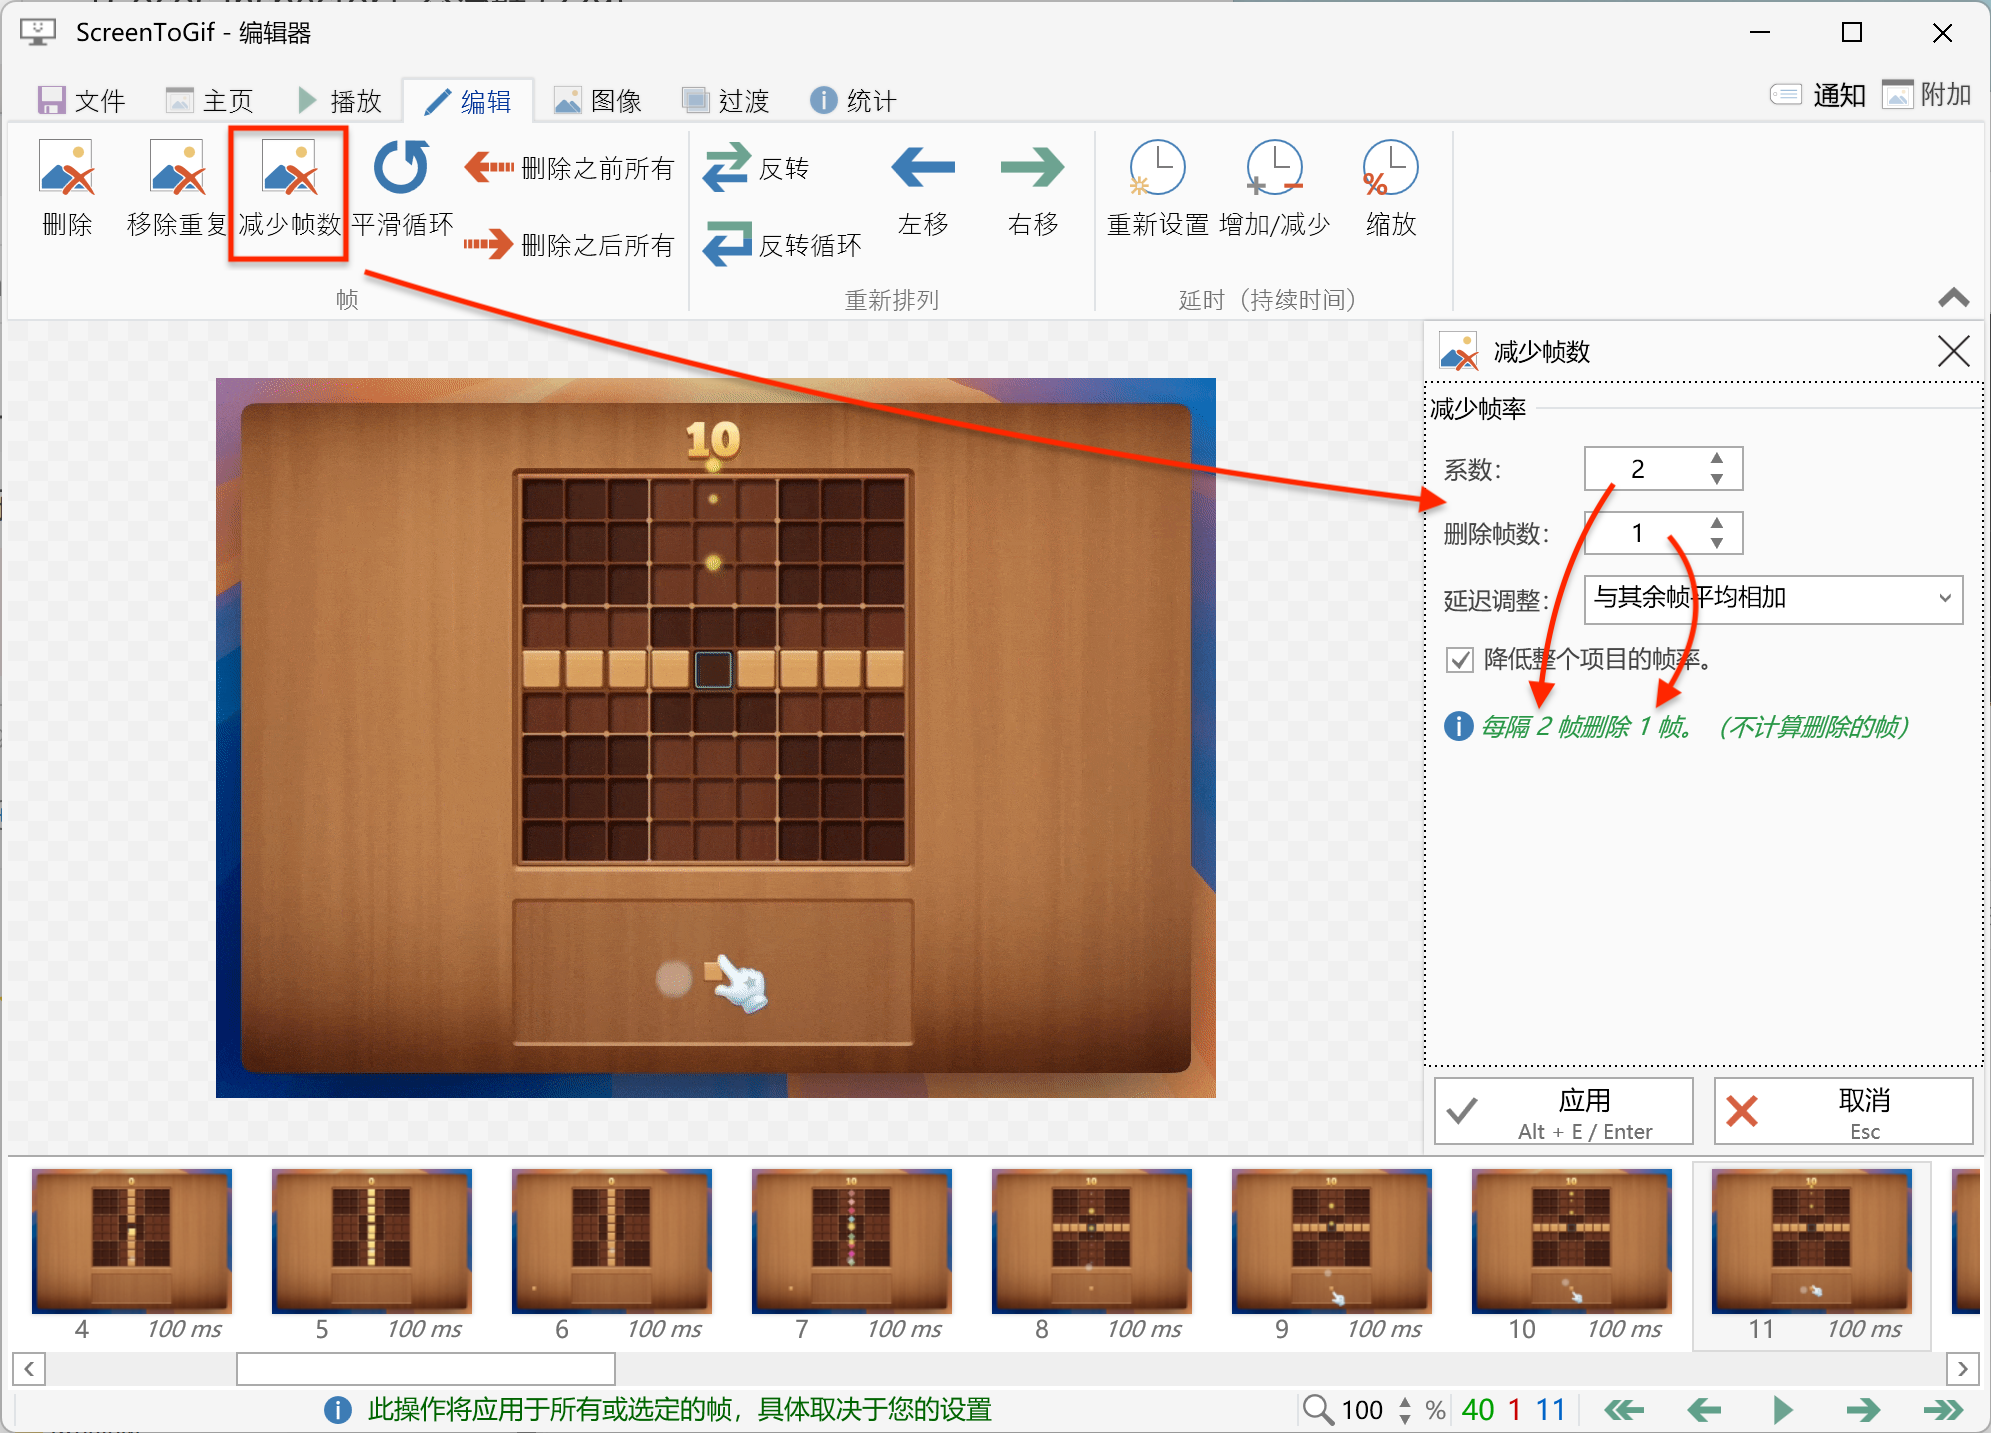 ScreenToGif - 编辑器
文件 主页 播放 编辑 图像 过渡 统计 通知 附加
删除 移除重复 减少帧数 平滑循环 删除之前所有 反转 左移 右移 重新设置 增加/减少 缩放
删除之后所有 反转循环
帧 重新排列 延时（持续时间）
减少帧数
减少帧率
系数： 2
删除帧数： 1
延迟调整： 与其余帧平均相加
降低整个项目的帧率。
每隔 2 帧删除 1 帧。（不计算删除的帧）
10
应用 取消
Alt + E / Enter Esc
0 0 0 10 10 10 10 10
4 100 ms 5 100 ms 6 100 ms 7 100 ms 8 100 ms 9 100 ms 10 100 ms 11 100 ms
此操作将应用于所有或选定的帧，具体取决于您的设置 100 % 40 1 11